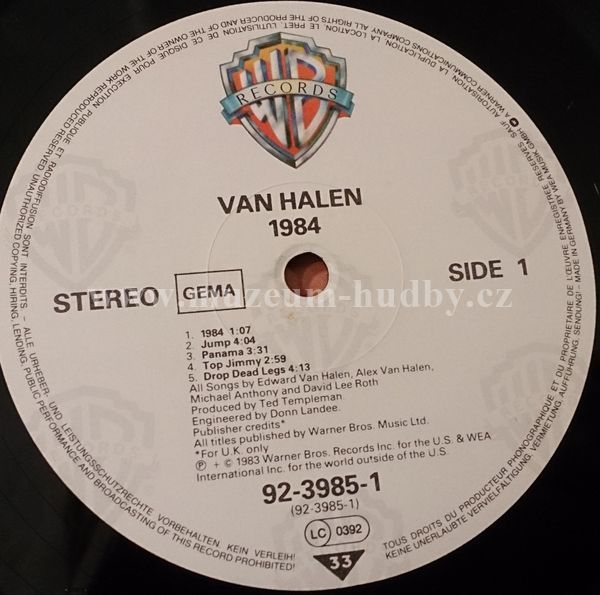 WB
RECORDS
VAN HALEN
1984
STEREO
GEMA
SIDE 1
www.muzeum-hudby.cz
1. 1984 1:07
2. Jump 4:04
3. Panama 3:31
4. Top Jimmy 2:59
5. Drop Dead Legs 4:13
All Songs by Edward Van Halen, Alex Van Halen,
Michael Anthony and David Lee Roth
Produced by Ted Templeman
Engineered by Donn Landee.
Publisher credits*
All titles published by Warner Bros. Music Ltd.
*For U.K. only
Ⓟ + © 1983 Warner Bros. Records Inc. for the U.S. & WEA
International Inc. for the world outside of the U.S.
92-3985-1
(92-3985-1)
LC 0392
33
ALLE URHEBER- UND LEISTUNGSSCHUTZRECHTE VORBEHALTEN KEIN VERLEIH!
KEINE UNERLAUBTE VERVIELFÄLTIGUNG, VERMIETUNG, AUFFÜHRUNG, SENDUNG! - MADE IN GERMANY BY WEA MUSIK GMBH
A WARNER COMMUNICATIONS COMPANY ALL RIGHTS OF THE PRODUCER AND OF THE OWNER OF THE WORK REPRODUCED RESERVED UNAUTHORIZED COPYING, HIRING, LENDING, PUBLIC PERFORMANCE AND BROADCASTING OF THIS RECORD PROHIBITED!
TOUS DROITS DU PRODUCTEUR PHONOGRAPHIQUE ET DU PROPRIETAIRE DE L'ŒUVRE ENREGISTREE RESERVES SAUF AUTORISATION, LA DUPLICATION, LA LOCATION, LE PRET, L'UTILISATION DE CE DISQUE POUR EXECUTION PUBLIQUE ET RADIODIFFUSION SONT INTERDITS -